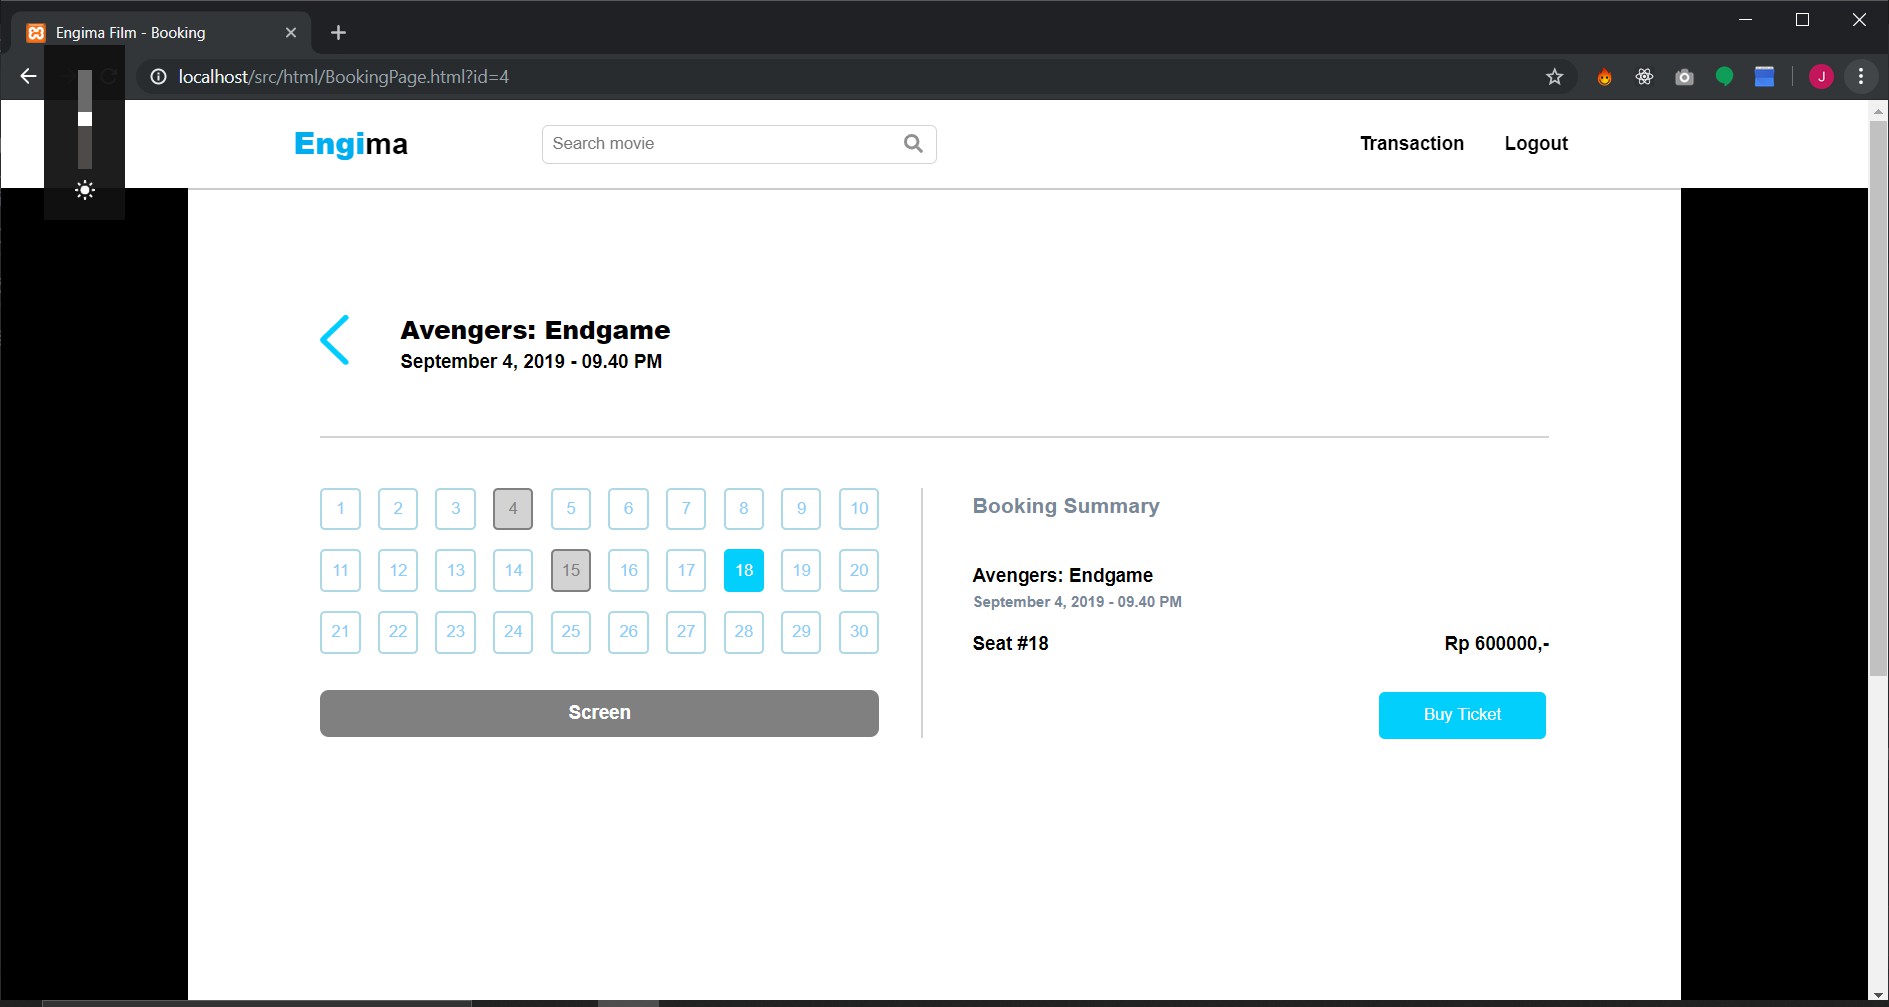 Engima Film - Booking
localhost/src/html/BookingPage.html?id=4
J
Engima
Search movie
Transaction
Logout
Avengers: Endgame
September 4, 2019 - 09.40 PM
1 2 3 4 5 6 7 8 9 10
11 12 13 14 15 16 17 18 19 20
21 22 23 24 25 26 27 28 29 30
Screen
Booking Summary
Avengers: Endgame
September 4, 2019 - 09.40 PM
Seat #18 Rp 600000,-
Buy Ticket